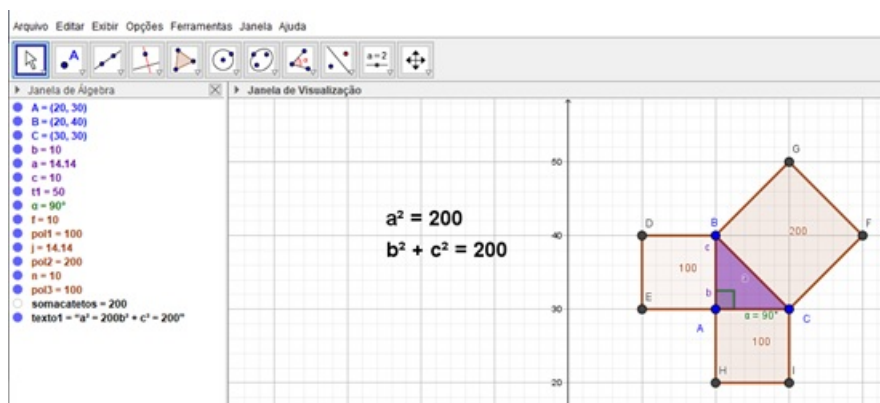 Arquivo Editar Exibir Opções Ferramentas Janela Ajuda
A
a=2
Janela de Álgebra
Janela de Visualização
A = (20, 30)
B = (20, 40)
C = (30, 30)
b = 10
a = 14.14
c = 10
t1 = 50
α = 90°
f = 10
pol1 = 100
j = 14.14
pol2 = 200
n = 10
pol3 = 100
somacatetos = 200
texto1 = "a² = 200b² + c² = 200"
a² = 200
b² + c² = 200
50
40
30
20
G
D
B
F
c
200
100
b
E
α = 90°
A
C
100
H
I